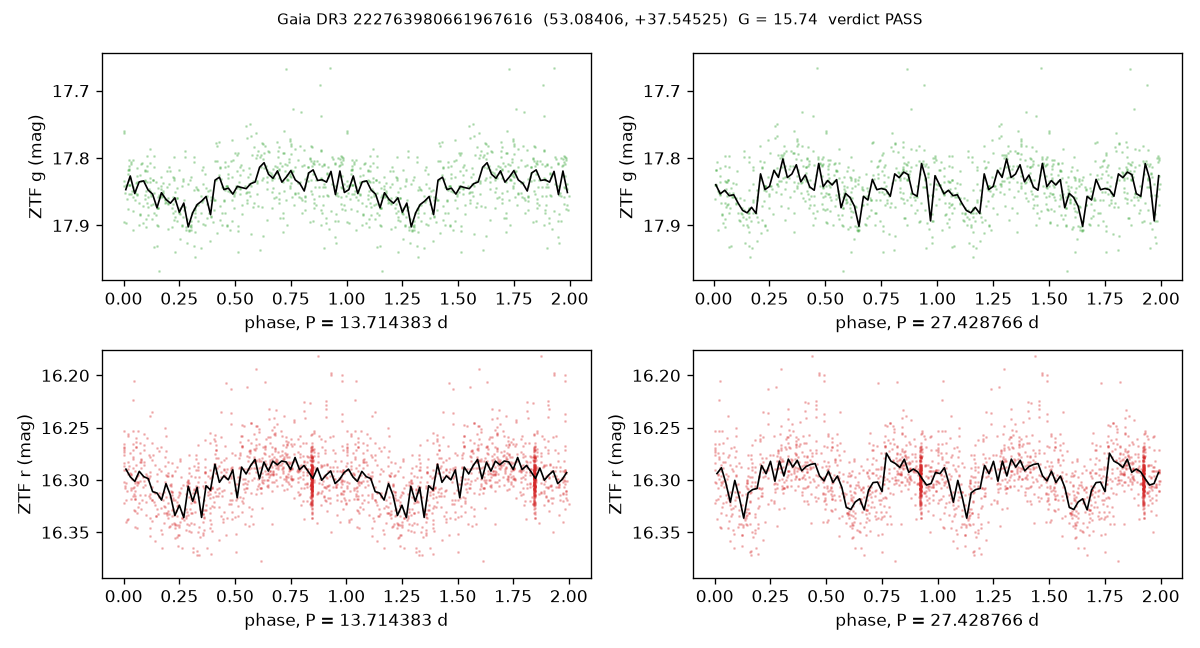 Gaia DR3 222763980661967616  (53.08406, +37.54525)  G = 15.74  verdict PASS
ZTF g (mag)
17.7
17.8
17.9
0.00 0.25 0.50 0.75 1.00 1.25 1.50 1.75 2.00
phase, P = 13.714383 d
ZTF g (mag)
17.7
17.8
17.9
0.00 0.25 0.50 0.75 1.00 1.25 1.50 1.75 2.00
phase, P = 27.428766 d
ZTF r (mag)
16.20
16.25
16.30
16.35
0.00 0.25 0.50 0.75 1.00 1.25 1.50 1.75 2.00
phase, P = 13.714383 d
ZTF r (mag)
16.20
16.25
16.30
16.35
0.00 0.25 0.50 0.75 1.00 1.25 1.50 1.75 2.00
phase, P = 27.428766 d